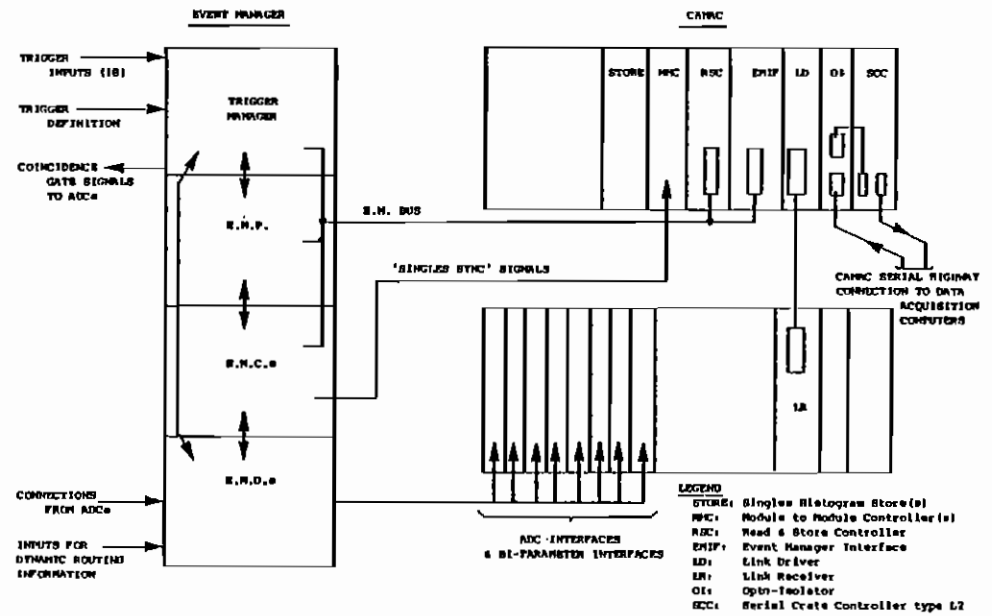 EVENT MANAGER
CAMAC
TRIGGER
INPUTS (16)
TRIGGER
DEFINITION
COINCIDENCE
GATE SIGNALS
TO ADCs
TRIGGER
MANAGER
E.M.P.
E.M.C.s
E.M.D.s
CONNECTIONS
FROM ADCs
INPUTS FOR
DYNAMIC ROUTING
INFORMATION
STORE
MMC
RSC
EMIF
LD
OI
SCC
E.M. BUS
'SINGLES SYNC' SIGNALS
CAMAC SERIAL HIGHWAY
CONNECTION TO DATA
ACQUISITION
COMPUTERS
LR
ADC INTERFACES
& BI-PARAMETER INTERFACES
LEGEND
STORE: Singles Histogram Store(s)
MMC: Module to Module Controller(s)
RSC: Read & Store Controller
EMIF: Event Manager Interface
LD: Link Driver
LR: Link Receiver
OI: Opto-Isolator
SCC: Serial Crate Controller type L2